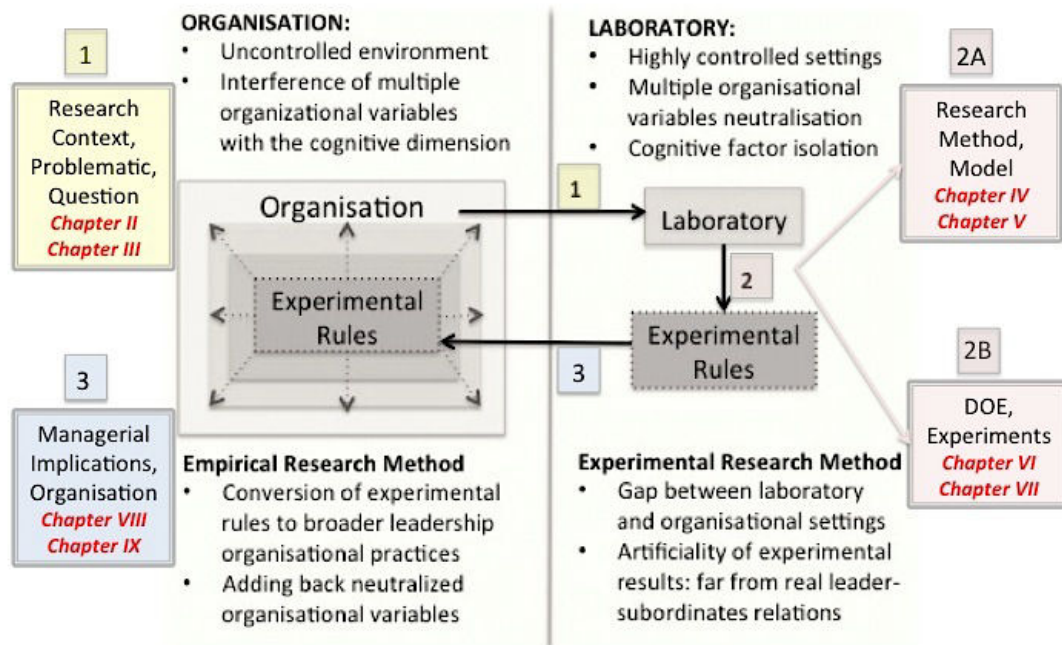 1
Research
Context,
Problematic,
Question
Chapter II
Chapter III
3
Managerial
Implications,
Organisation
Chapter VIII
Chapter IX
ORGANISATION:
• Uncontrolled environment
• Interference of multiple
organizational variables
with the cognitive dimension
Organisation
Experimental
Rules
Empirical Research Method
• Conversion of experimental
rules to broader leadership
organisational practices
• Adding back neutralized
organisational variables
LABORATORY:
• Highly controlled settings
• Multiple organisational
variables neutralisation
• Cognitive factor isolation
1
Laboratory
2
Experimental
Rules
3
Experimental Research Method
• Gap between laboratory
and organisational settings
• Artificiality of experimental
results: far from real leader-
subordinates relations
2A
Research
Method,
Model
Chapter IV
Chapter V
2B
DOE,
Experiments
Chapter VI
Chapter VII